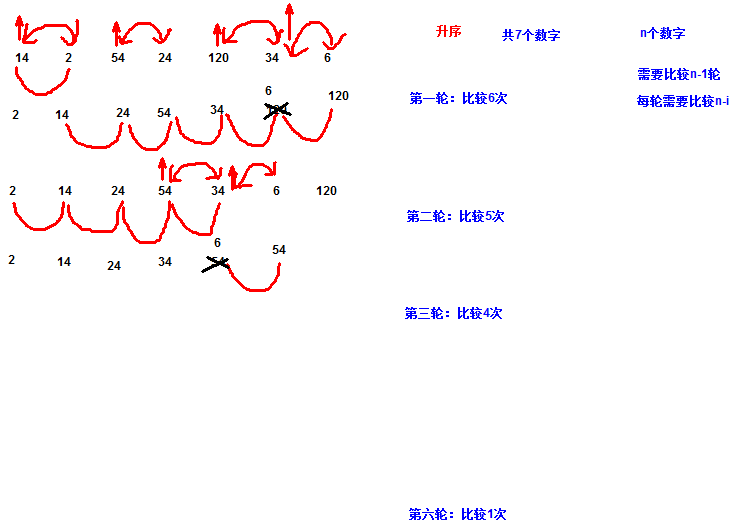 升序
共7个数字
n个数字
14 2 54 24 120 34 6
需要比较n-1轮
6
120
第一轮：比较6次
每轮需要比较n-i
2 14 24 54 34
2 14 24 54 34 6 120
第二轮：比较5次
6
54
2 14 24 34 54
第三轮：比较4次
第六轮：比较1次